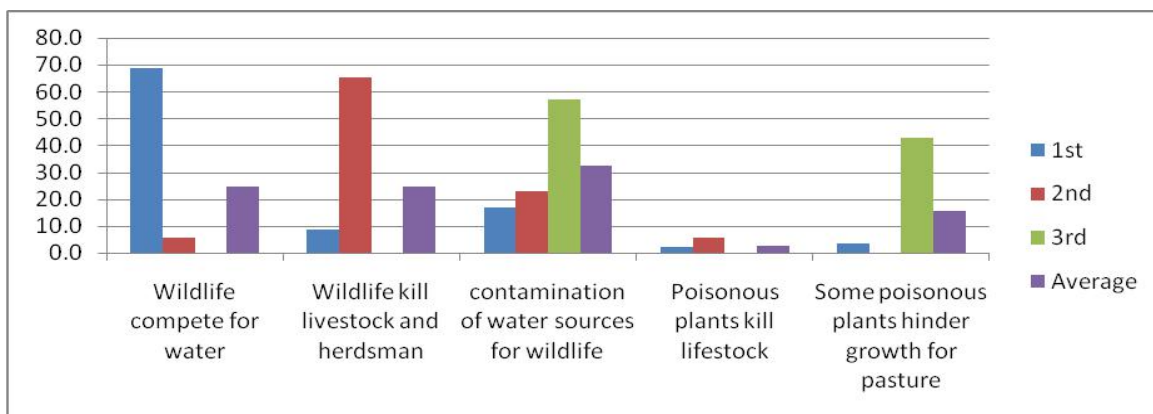 80.0
70.0
60.0
50.0
40.0
30.0
20.0
10.0
0.0
Wildlife
compete for
water
Wildlife kill
livestock and
herdsman
contamination
of water sources
for wildlife
Poisonous
plants kill
lifestock
Some poisonous
plants hinder
growth for
pasture
1st
2nd
3rd
Average